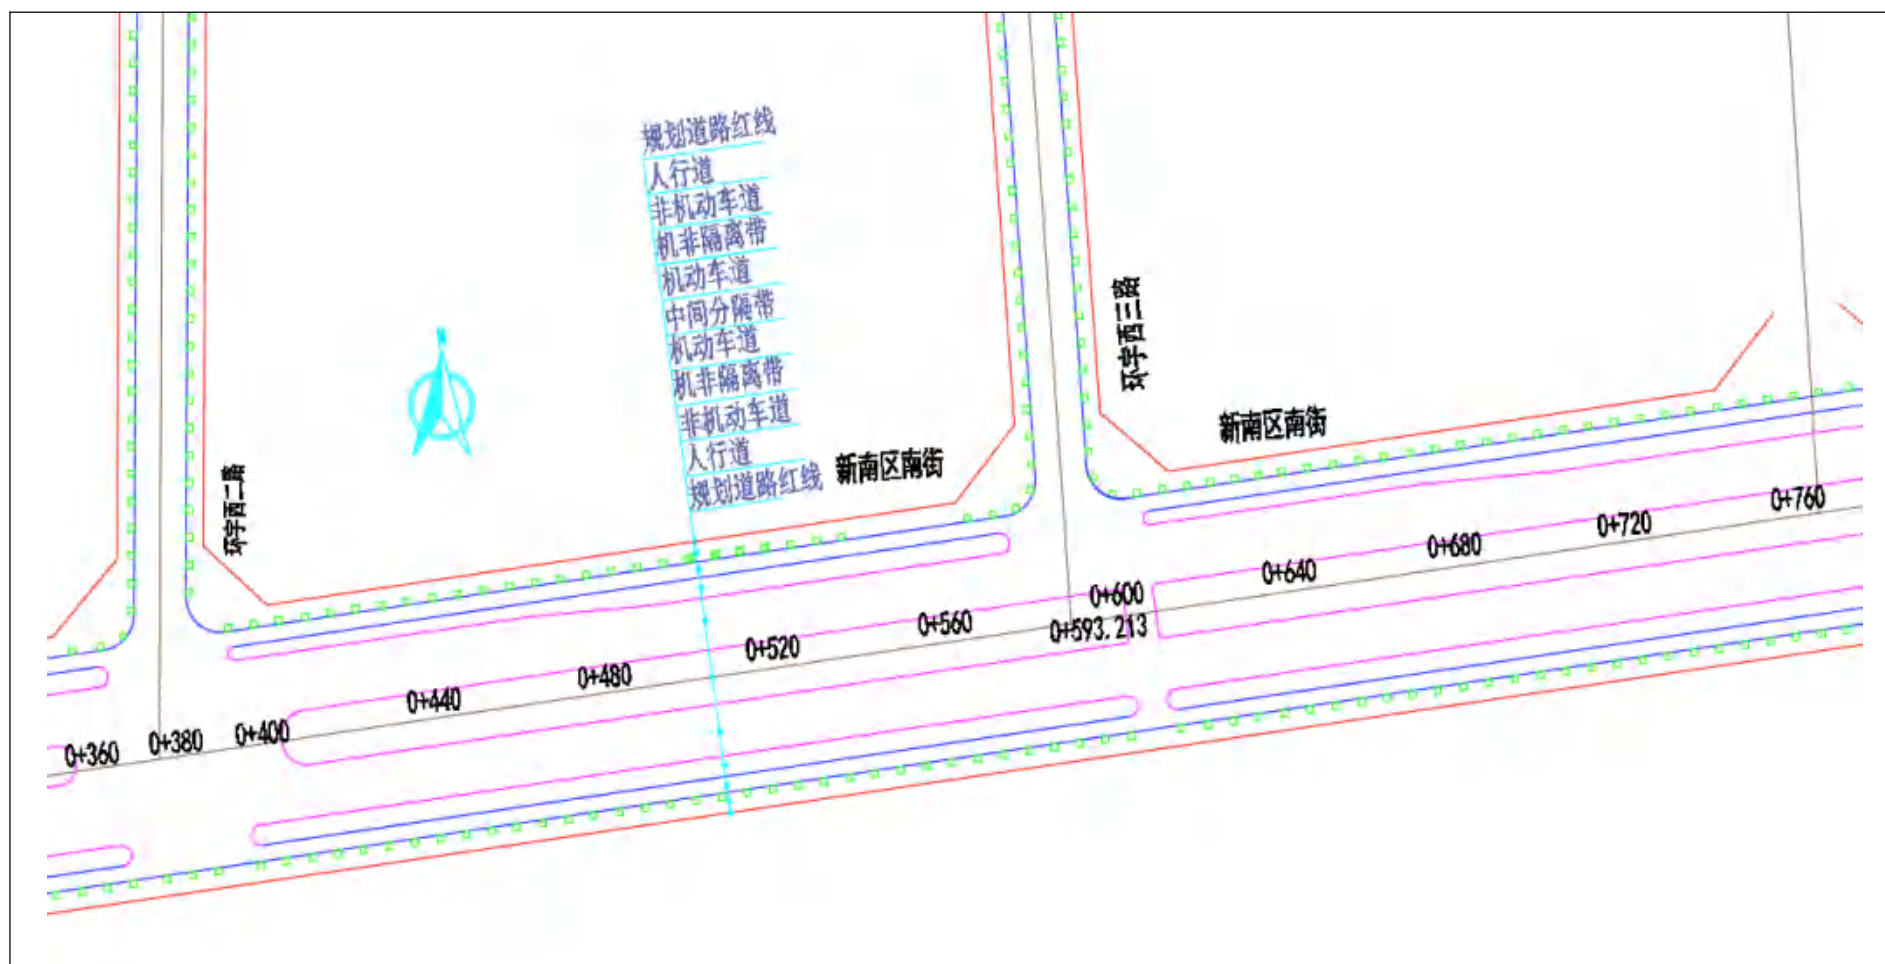 规划道路红线
人行道
非机动车道
机非隔离带
机动车道
中间分隔带
机动车道
机非隔离带
非机动车道
人行道
规划道路红线
N
环宇西二路
环宇西三路
新南区南街
新南区南街
0+360
0+380
0+400
0+440
0+480
0+520
0+560
0+600
0+593.213
0+640
0+680
0+720
0+760